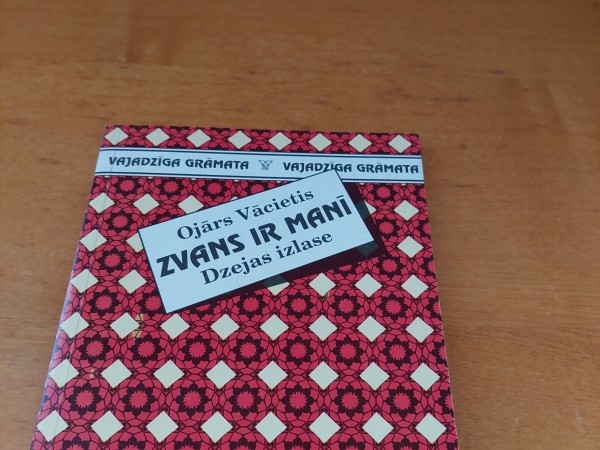 VAJADZĪGA GRĀMATA VAJADZĪGA GRĀMATA
Ojārs Vācietis
ZVANS IR MANĪ
Dzejas izlase